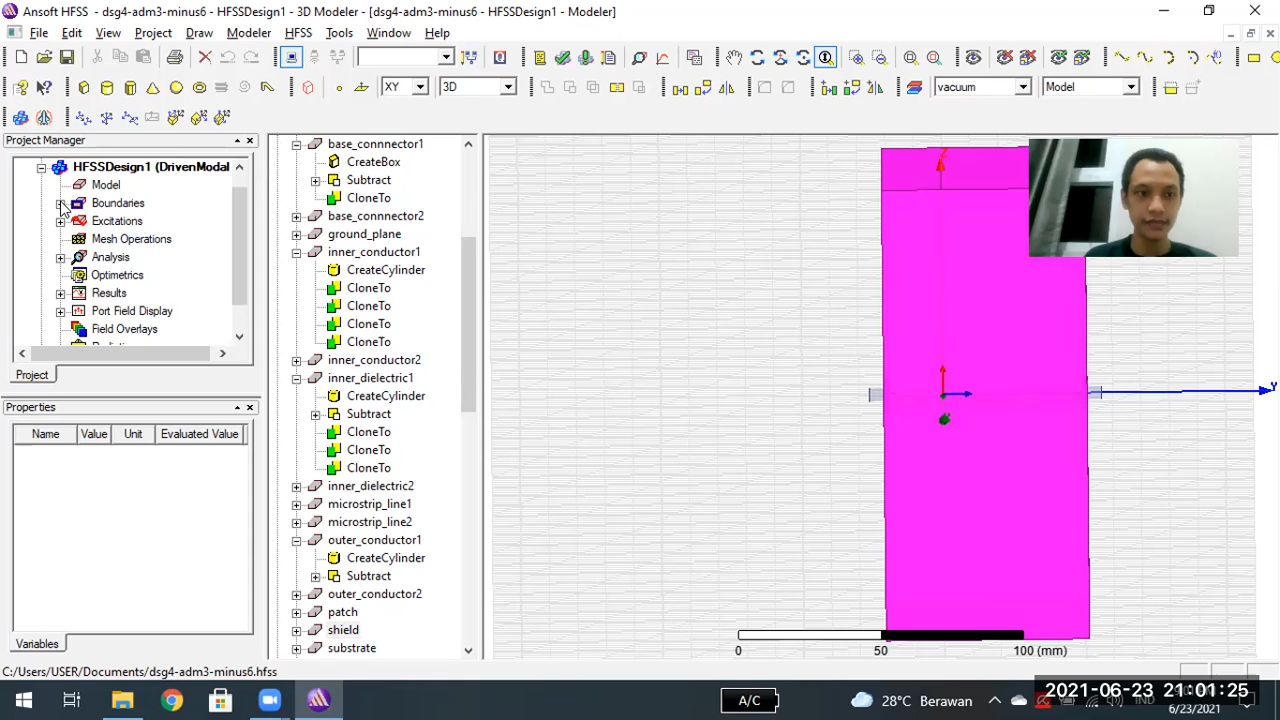 Ansoft HFSS - dsg4-adm3-minus6 - HFSSDesign1 - 3D Modeler - [dsg4-adm3-minus6 - HFSSDesign1 - Modeler]
File Edit View Project Draw Modeler HFSS Tools Window Help
XY 3D vacuum Model
Project Manager
HFSSDesign1 (DrivenModal
Model
Boundaries
Excitations
Mesh Operations
Analysis
Optimetrics
Results
Port Field Display
Field Overlays
Project
Properties
Name Value Unit Evaluated Value
Variables
base_connnector1
CreateBox
Subtract
CloneTo
base_connnector2
ground_plane
inner_conductor1
CreateCylinder
CloneTo
CloneTo
CloneTo
CloneTo
inner_conductor2
inner_dielectric1
CreateCylinder
Subtract
CloneTo
CloneTo
CloneTo
inner_dielectric2
microstrip_line1
microstrip_line2
outer_conductor1
CreateCylinder
Subtract
outer_conductor2
patch
shield
substrate
Z
Y
0 50 100 (mm)
C:/Users/USER/Documents/dsg4-adm3-minus6.hfss
A/C
28°C Berawan
IND
2021-06-23 21:01:25
6/23/2021